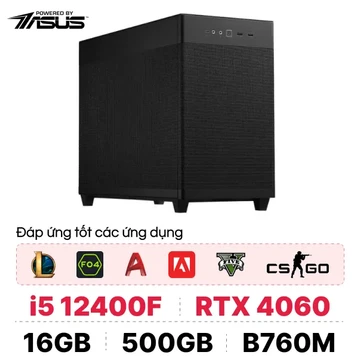 POWERED BY
ASUS
Đáp ứng tốt các ứng dụng
FO4 A V CS GO
i5 12400F RTX 4060
16GB 500GB B760M